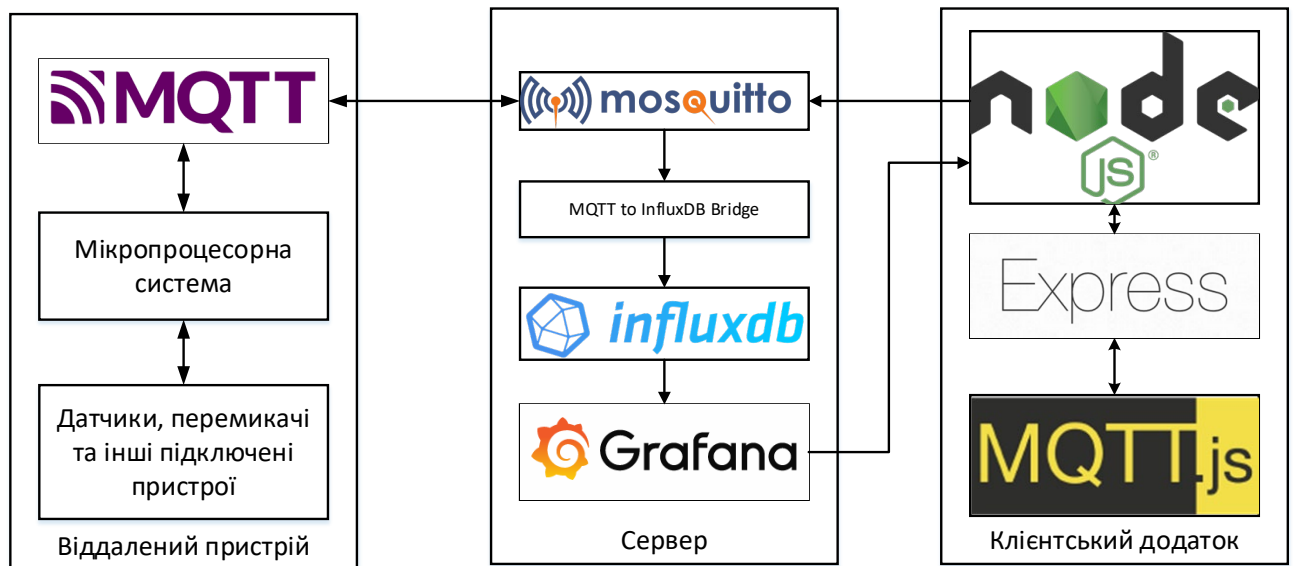 MQTT
Мікропроцесорна
система
Датчики, перемикачі
та інші підключені
пристрої
Віддалений пристрій
mosquitto
MQTT to InfluxDB Bridge
influxdb
Grafana
Сервер
node
JS®
Express
MQTT.js
Клієнтський додаток